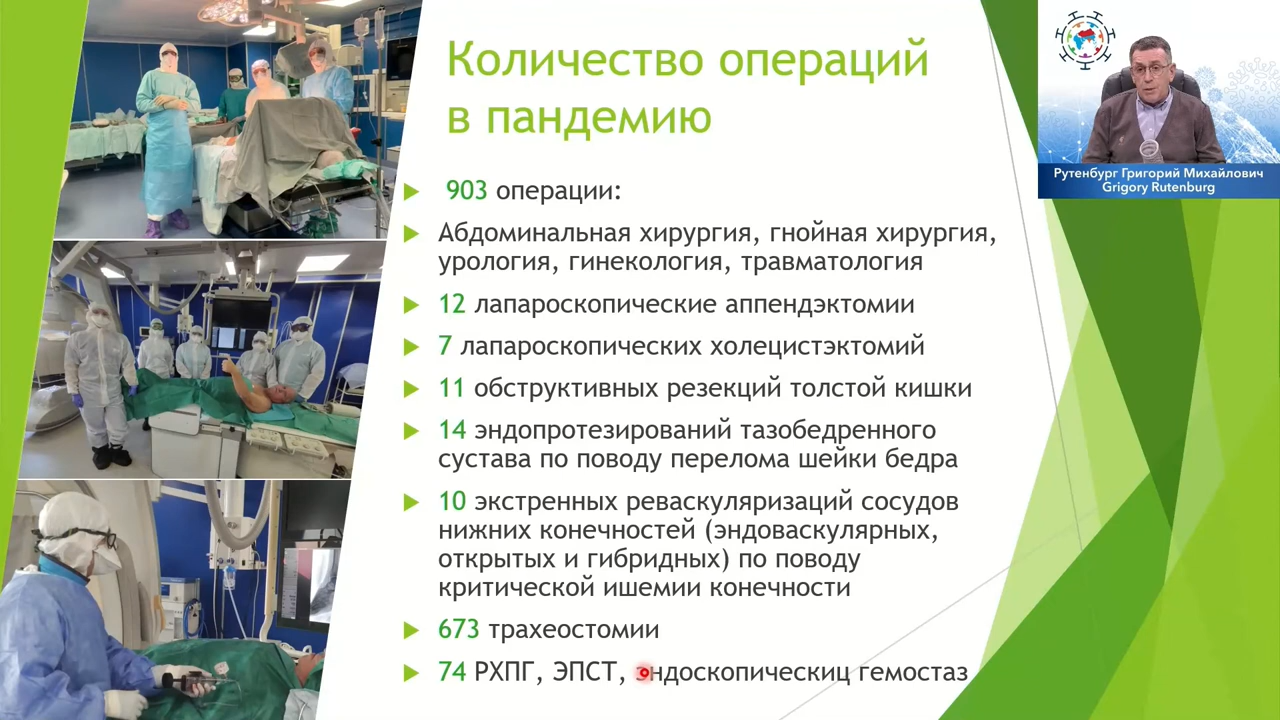 Количество операций
в пандемию
903 операции:
Абдоминальная хирургия, гнойная хирургия,
урология, гинекология, травматология
12 лапароскопические аппендэктомии
7 лапароскопических холецистэктомий
11 обструктивных резекций толстой кишки
14 эндопротезирований тазобедренного
сустава по поводу перелома шейки бедра
10 экстренных реваскуляризаций сосудов
нижних конечностей (эндоваскулярных,
открытых и гибридных) по поводу
критической ишемии конечности
673 трахеостомии
74 РХПГ, ЭПСТ, эндоскопическиц гемостаз
Рутенбург Григорий Михайлович
Grigory Rutenburg